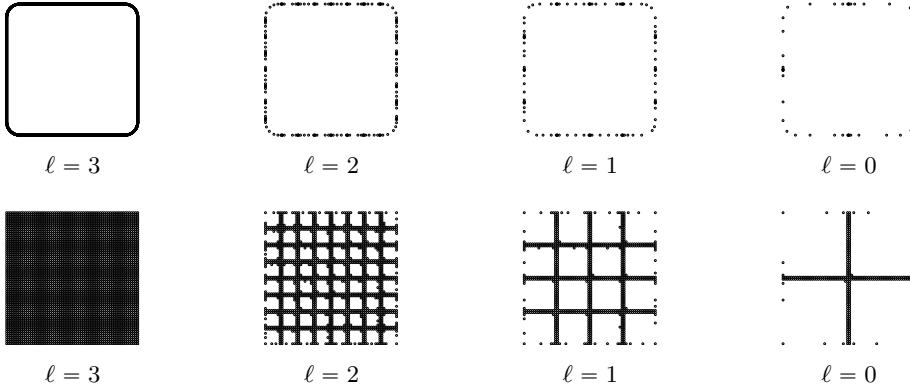 ℓ = 3 ℓ = 2 ℓ = 1 ℓ = 0
ℓ = 3 ℓ = 2 ℓ = 1 ℓ = 0